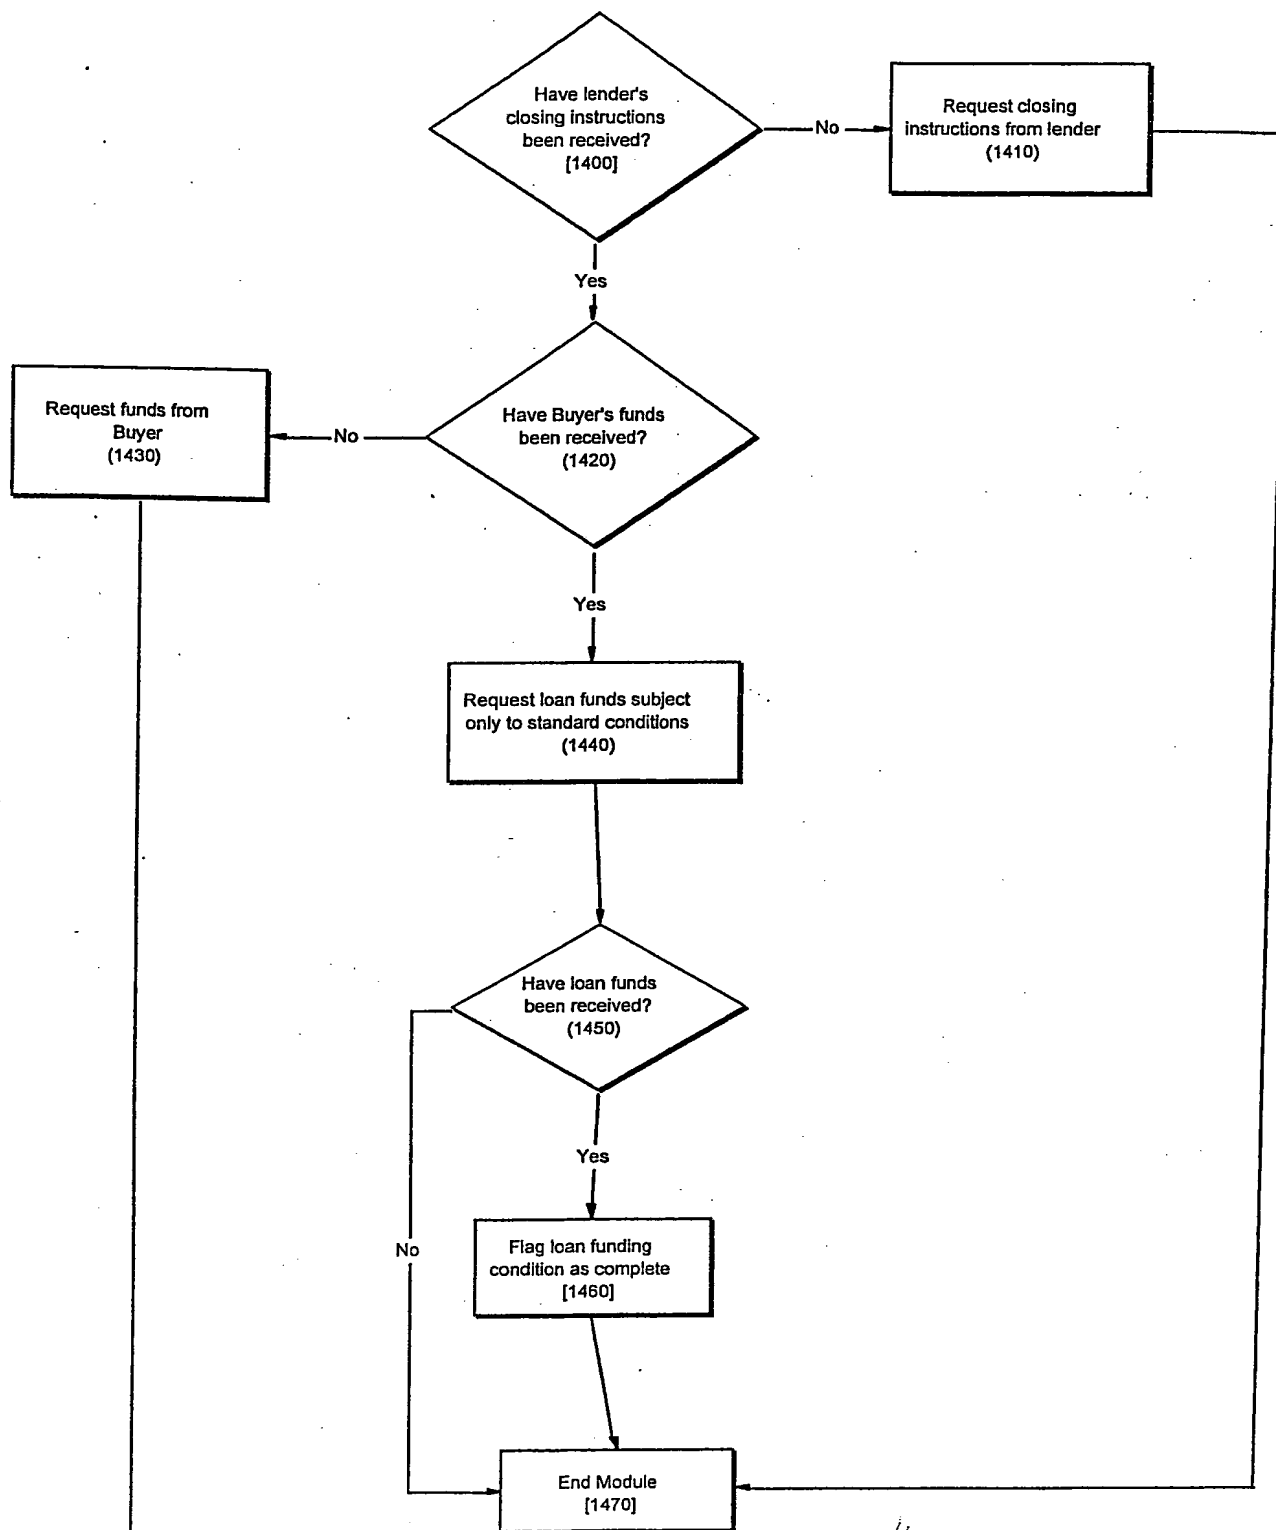 Have lender's
closing instructions
been received?
[1400]
No
Request closing
instructions from lender
(1410)
Yes
Request funds from
Buyer
(1430)
No
Have Buyer's funds
been received?
(1420)
Yes
Request loan funds subject
only to standard conditions
(1440)
Have loan funds
been received?
(1450)
Yes
No
Flag loan funding
condition as complete
[1460]
End Module
[1470]